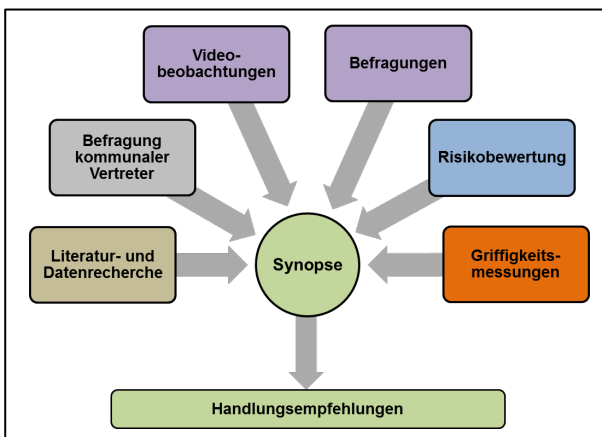 Video-
beobachtungen
Befragungen
Befragung
kommunaler
Vertreter
Risikobewertung
Literatur- und
Datenrecherche
Synopse
Griffigkeits-
messungen
Handlungsempfehlungen